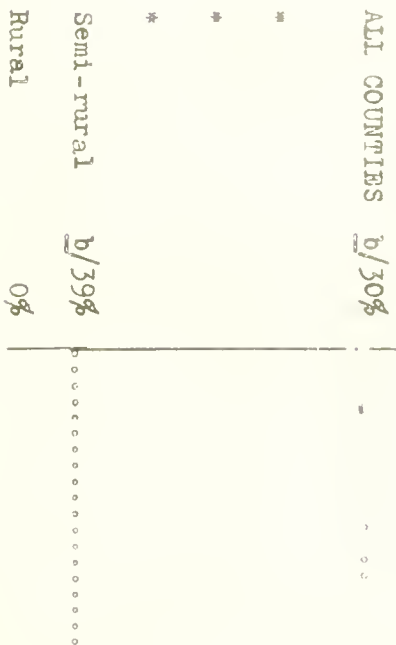 ALL COUNTIES b/30%
* * *
Semi-rural b/39%
Rural 0%